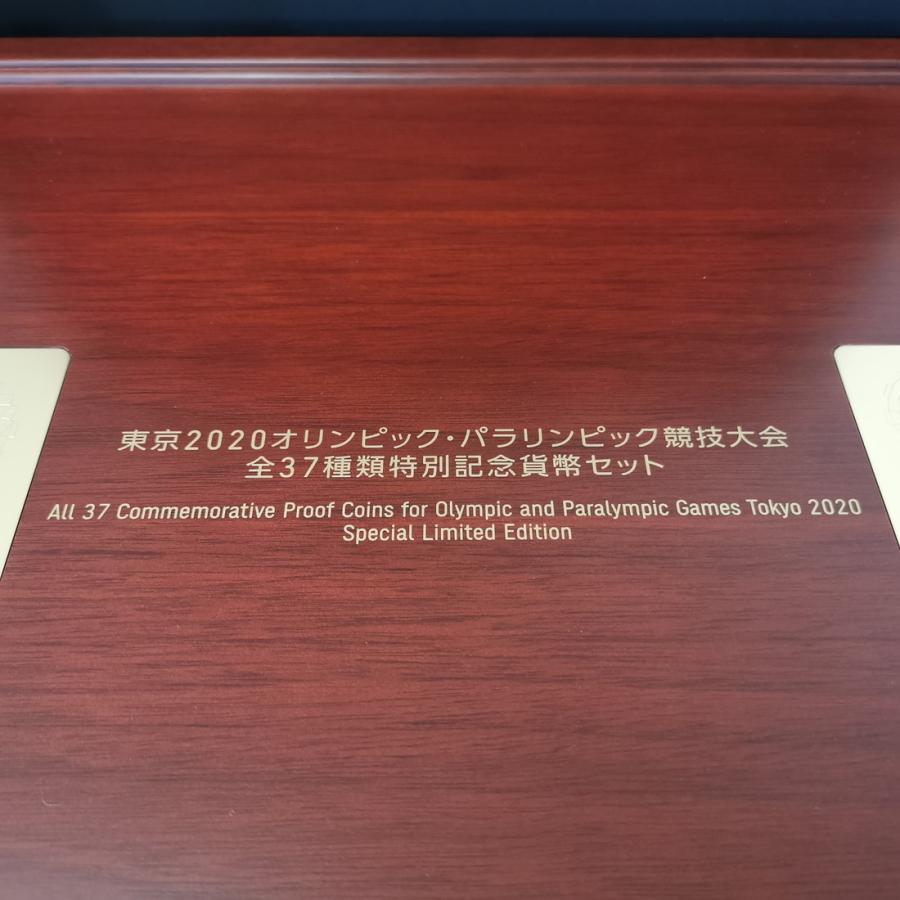 東京2020オリンピック・パラリンピック競技大会
全37種類特別記念貨幣セット
All 37 Commemorative Proof Coins for Olympic and Paralympic Games Tokyo 2020
Special Limited Edition